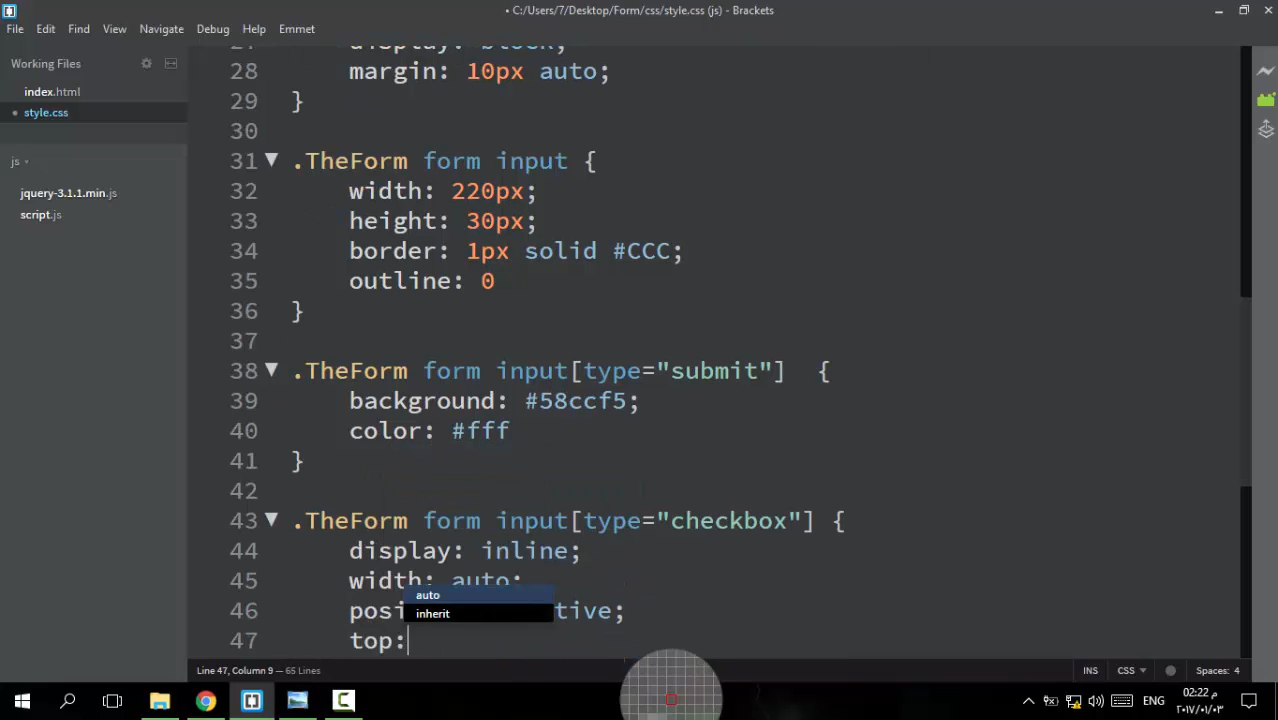 • C:/Users/7/Desktop/Form/css/style.css (js) - Brackets
File Edit Find View Navigate Debug Help Emmet
Working Files
index.html
• style.css
js
jquery-3.1.1.min.js
script.js
28 margin: 10px auto;
29 }
30
31 .TheForm form input {
32 width: 220px;
33 height: 30px;
34 border: 1px solid #CCC;
35 outline: 0
36 }
37
38 .TheForm form input[type="submit"]  {
39 background: #58ccf5;
40 color: #fff
41 }
42
43 .TheForm form input[type="checkbox"] {
44 display: inline;
45 width: auto;
auto
46 posi tive;
inherit
47 top:
Line 47, Column 9 — 65 Lines
INS CSS Spaces: 4
ENG
02:22 م
٢٠١٧/٠١/٠٣